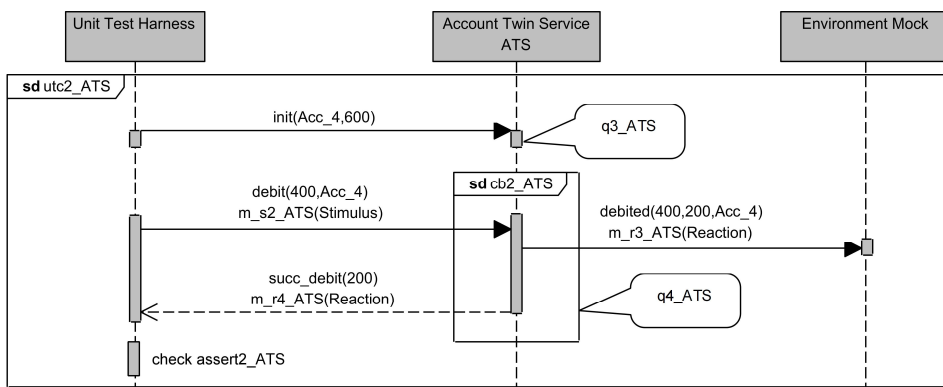 Unit Test Harness
Account Twin Service
ATS
Environment Mock
sd utc2_ATS
init(Acc_4,600)
q3_ATS
sd cb2_ATS
debit(400,Acc_4)
m_s2_ATS(Stimulus)
debited(400,200,Acc_4)
m_r3_ATS(Reaction)
succ_debit(200)
m_r4_ATS(Reaction)
q4_ATS
check assert2_ATS